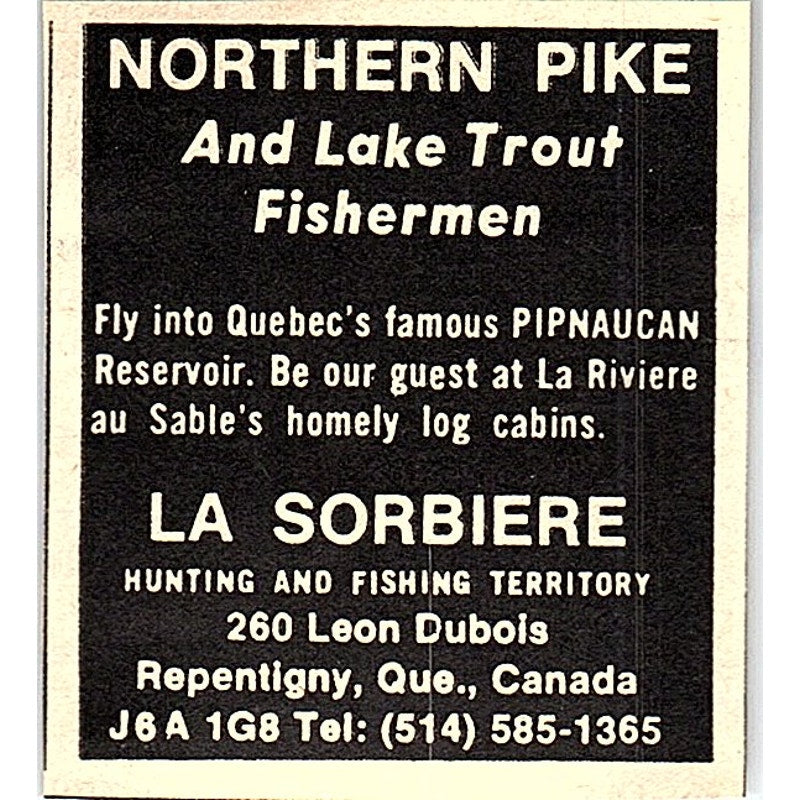 NORTHERN PIKE
And Lake Trout
Fishermen
Fly into Quebec's famous PIPNAUCAN
Reservoir. Be our guest at La Riviere
au Sable's homely log cabins.
LA SORBIERE
HUNTING AND FISHING TERRITORY
260 Leon Dubois
Repentigny, Que., Canada
J6A 1G8 Tel: (514) 585-1365